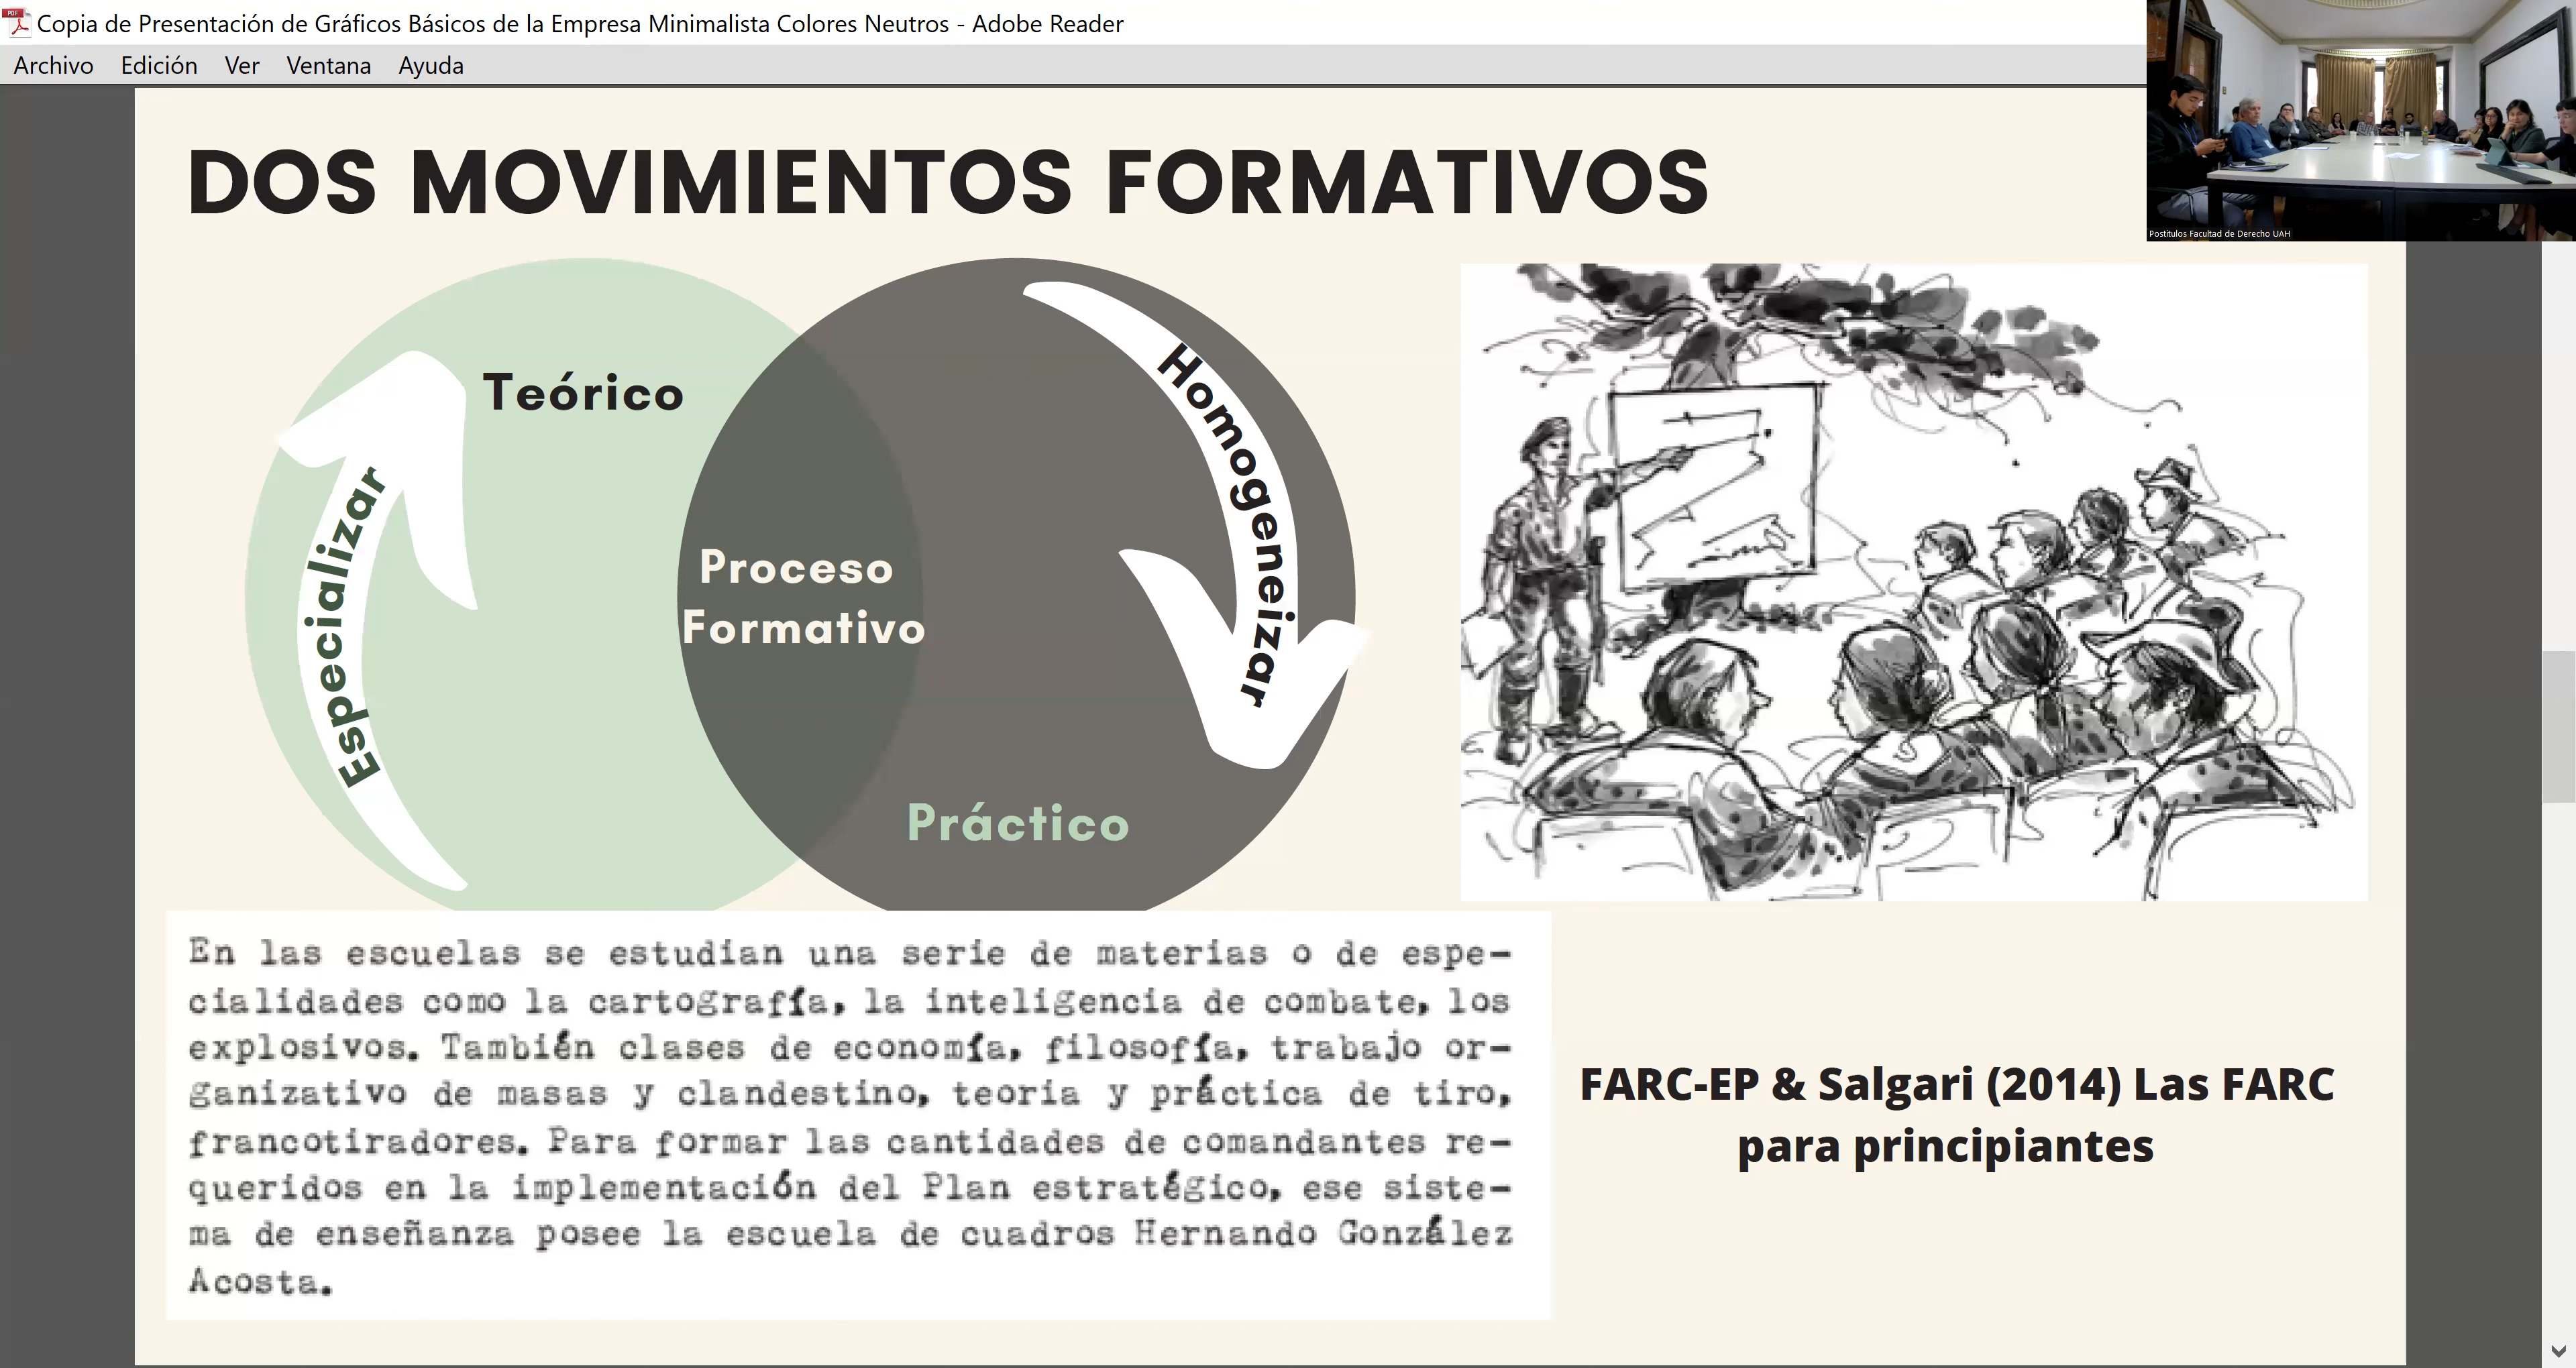 Copia de Presentación de Gráficos Básicos de la Empresa Minimalista Colores Neutros - Adobe Reader
Archivo Edición Ver Ventana Ayuda
Postítulos Facultad de Derecho UAH
DOS MOVIMIENTOS FORMATIVOS
Teórico
Especializar
Proceso
Formativo
Homogeneizar
Práctico
En las escuelas se estudian una serie de materias o de espe-
cialidades como la cartografía, la inteligencia de combate, los
explosivos. También clases de economía, filosofía, trabajo or-
ganizativo de masas y clandestino, teoria y práctica de tiro,
francotiradores. Para formar las cantidades de comandantes re-
queridos en la implementación del Plan estratégico, ese siste-
ma de enseñanza posee la escuela de cuadros Hernando González
Acosta.
FARC-EP & Salgari (2014) Las FARC
para principiantes